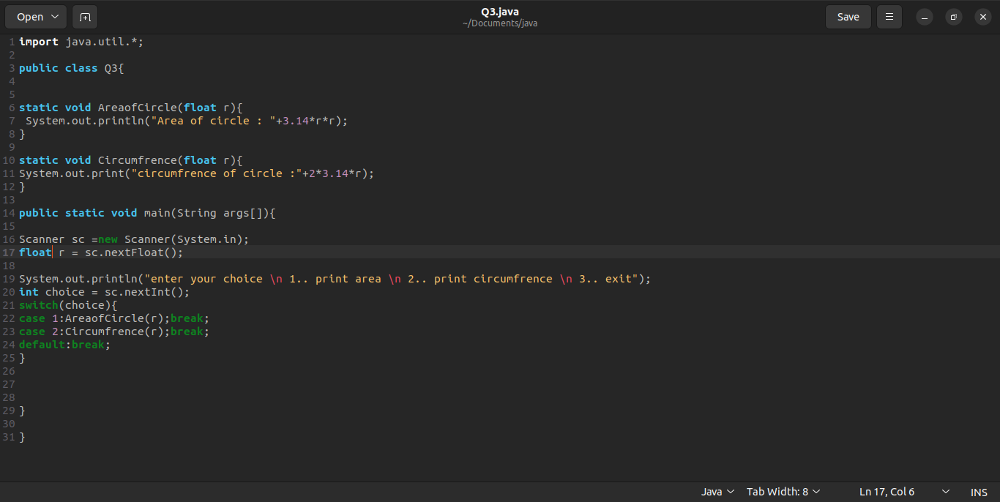 Open
Q3.java
~/Documents/java
Save
1 import java.util.*;
2
3 public class Q3{
4
5
6 static void AreaofCircle(float r){
7  System.out.println("Area of circle : "+3.14*r*r);
8 }
9
10 static void Circumfrence(float r){
11 System.out.print("circumfrence of circle :"+2*3.14*r);
12 }
13
14 public static void main(String args[]){
15
16 Scanner sc =new Scanner(System.in);
17 float r = sc.nextFloat();
18
19 System.out.println("enter your choice \n 1.. print area \n 2.. print circumfrence \n 3.. exit");
20 int choice = sc.nextInt();
21 switch(choice){
22 case 1:AreaofCircle(r);break;
23 case 2:Circumfrence(r);break;
24 default:break;
25 }
26
27
28
29 }
30
31 }
Java Tab Width: 8 Ln 17, Col 6 INS